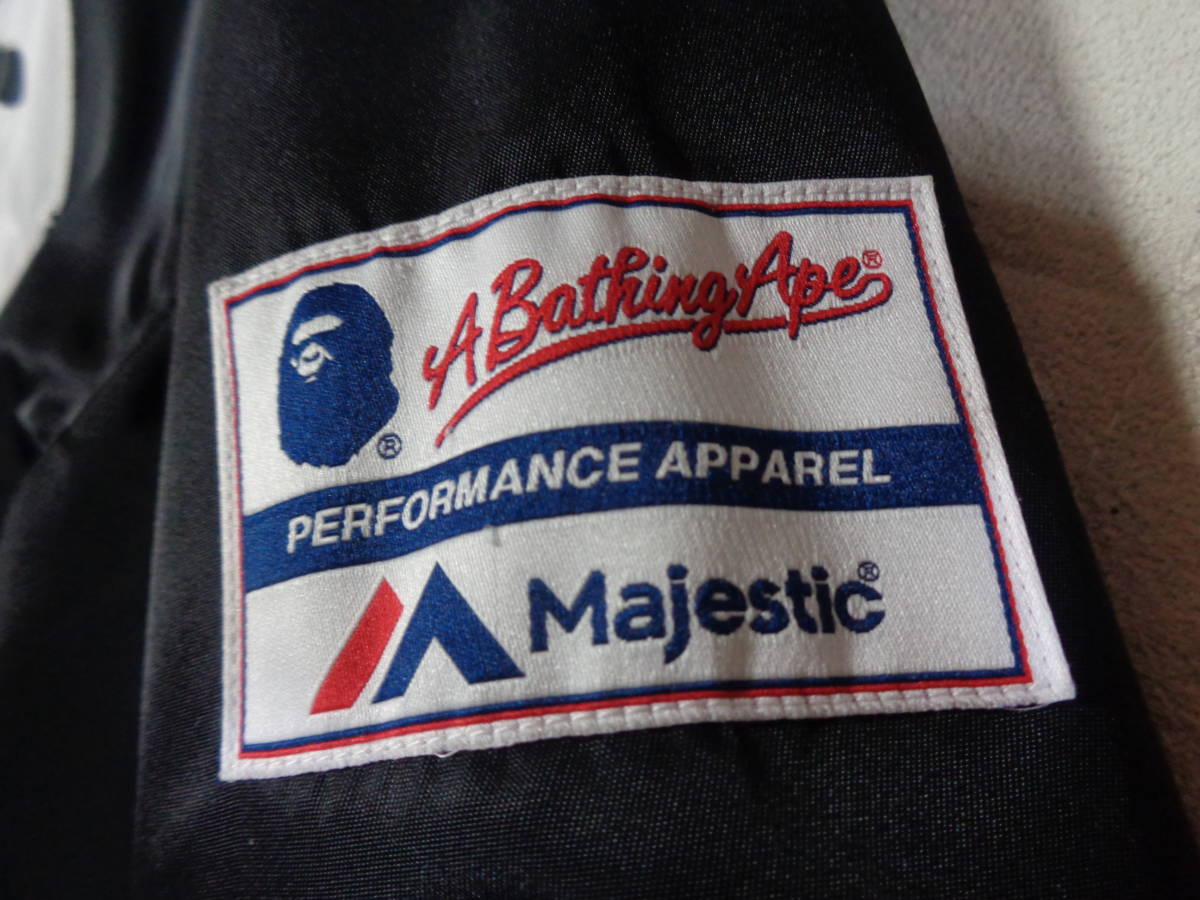 A Bathing Ape®
®
PERFORMANCE APPAREL
Majestic®